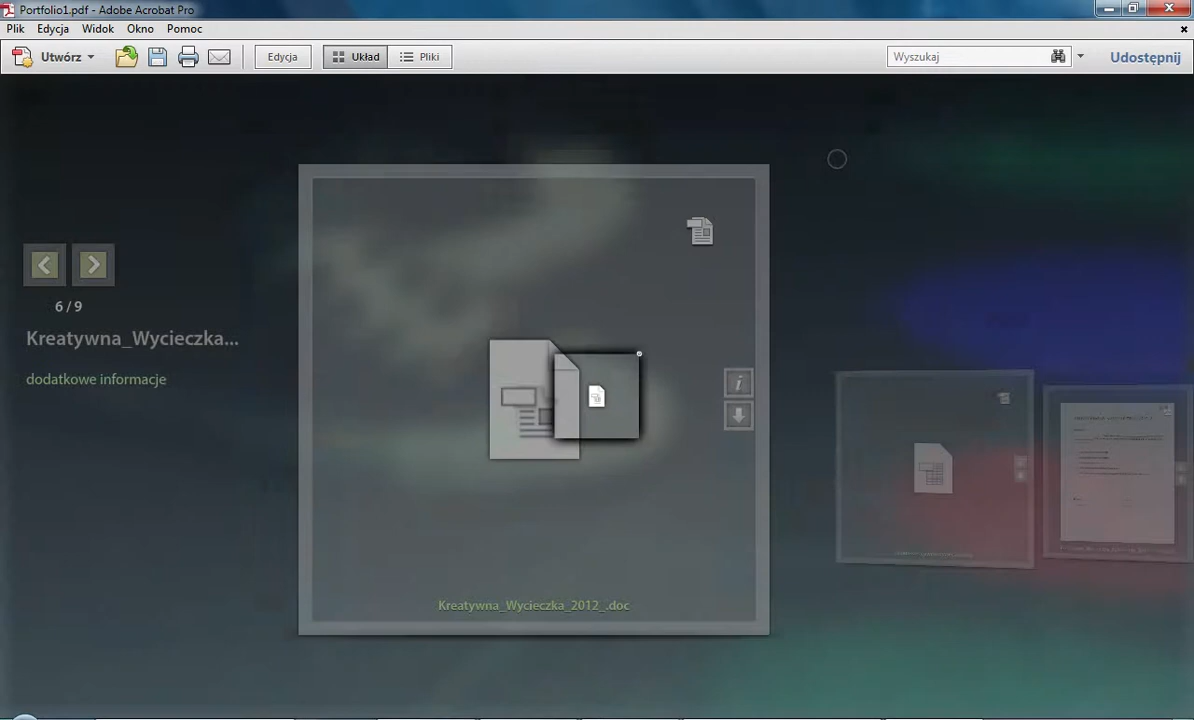 Portfolio1.pdf - Adobe Acrobat Pro
Plik Edycja Widok Okno Pomoc
Utwórz Edycja Układ Pliki Wyszukaj Udostępnij
6 / 9
Kreatywna_Wycieczka...
dodatkowe informacje
Kreatywna_Wycieczka_2012_.doc